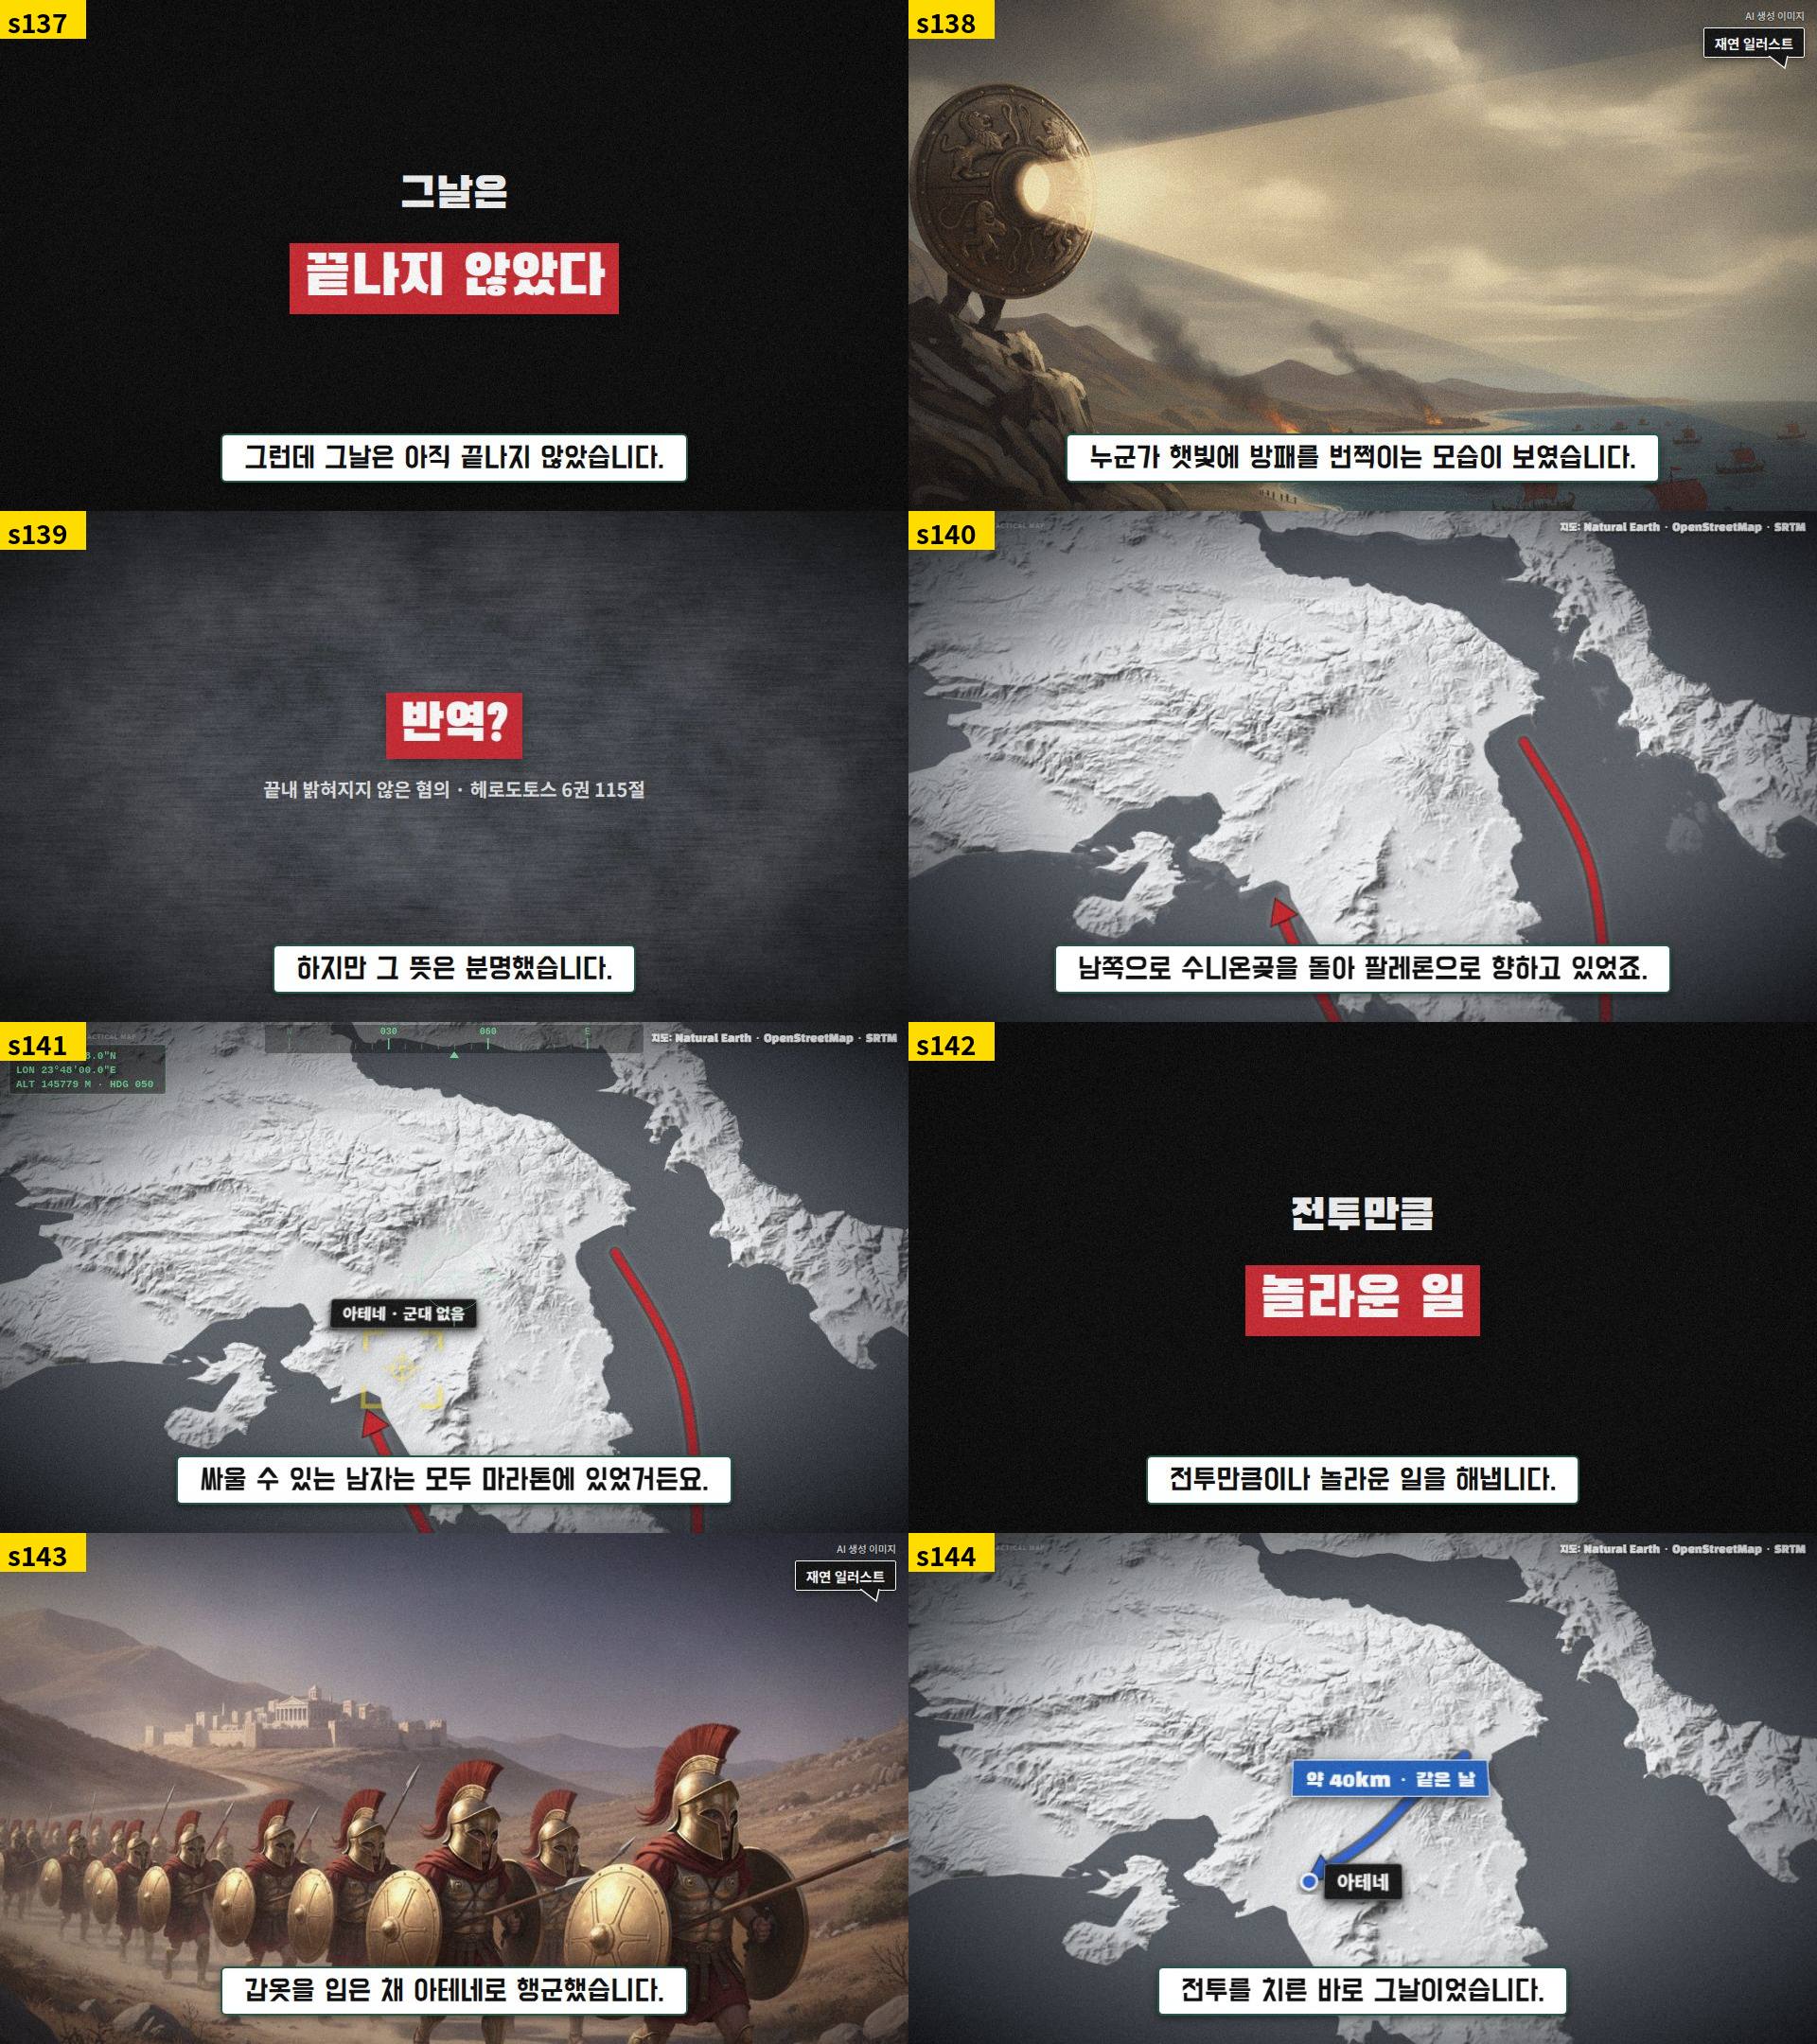 s137
그날은
끝나지 않았다
그런데 그날은 아직 끝나지 않았습니다.
s138
AI 생성 이미지
재연 일러스트
누군가 햇빛에 방패를 번쩍이는 모습이 보였습니다.
s139
반역?
끝내 밝혀지지 않은 혐의 · 헤로도토스 6권 115절
하지만 그 뜻은 분명했습니다.
s140
지도: Natural Earth · OpenStreetMap · SRTM
남쪽으로 수니온곶을 돌아 팔레론으로 향하고 있었죠.
s141
N 030 060 E
지도: Natural Earth · OpenStreetMap · SRTM
LON 23°48'00.0"E
ALT 145779 M · HDG 050
아테네 · 군대 없음
싸울 수 있는 남자는 모두 마라톤에 있었거든요.
s142
전투만큼
놀라운 일
전투만큼이나 놀라운 일을 해냅니다.
s143
AI 생성 이미지
재연 일러스트
갑옷을 입은 채 아테네로 행군했습니다.
s144
지도: Natural Earth · OpenStreetMap · SRTM
약 40km · 같은 날
아테네
전투를 치른 바로 그날이었습니다.